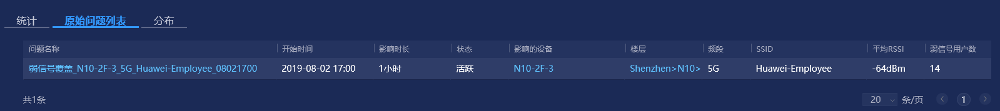 统计 原始问题列表 分布
问题名称 开始时间 影响时长 状态 影响的设备 楼层 频段 SSID 平均RSSI 弱信号用户数
弱信号覆盖_N10-2F-3_5G_Huawei-Employee_08021700 2019-08-02 17:00 1小时 活跃 N10-2F-3 Shenzhen>N10> 5G Huawei-Employee -64dBm 14
共1条 20 条/页 1